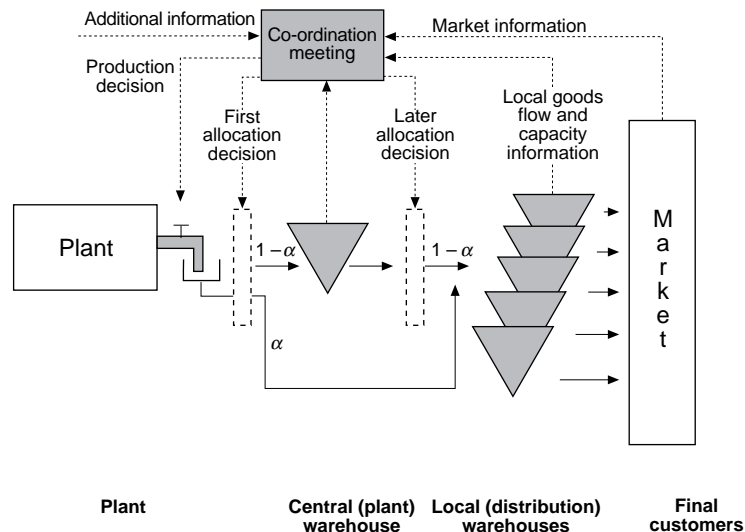 Additional information
Co-ordination
meeting
Market information
Production
decision
First
allocation
decision
Later
allocation
decision
Local goods
flow and
capacity
information
Plant
1 – α
1 – α
α
Market
Plant
Central (plant)
warehouse
Local (distribution)
warehouses
Final
customers